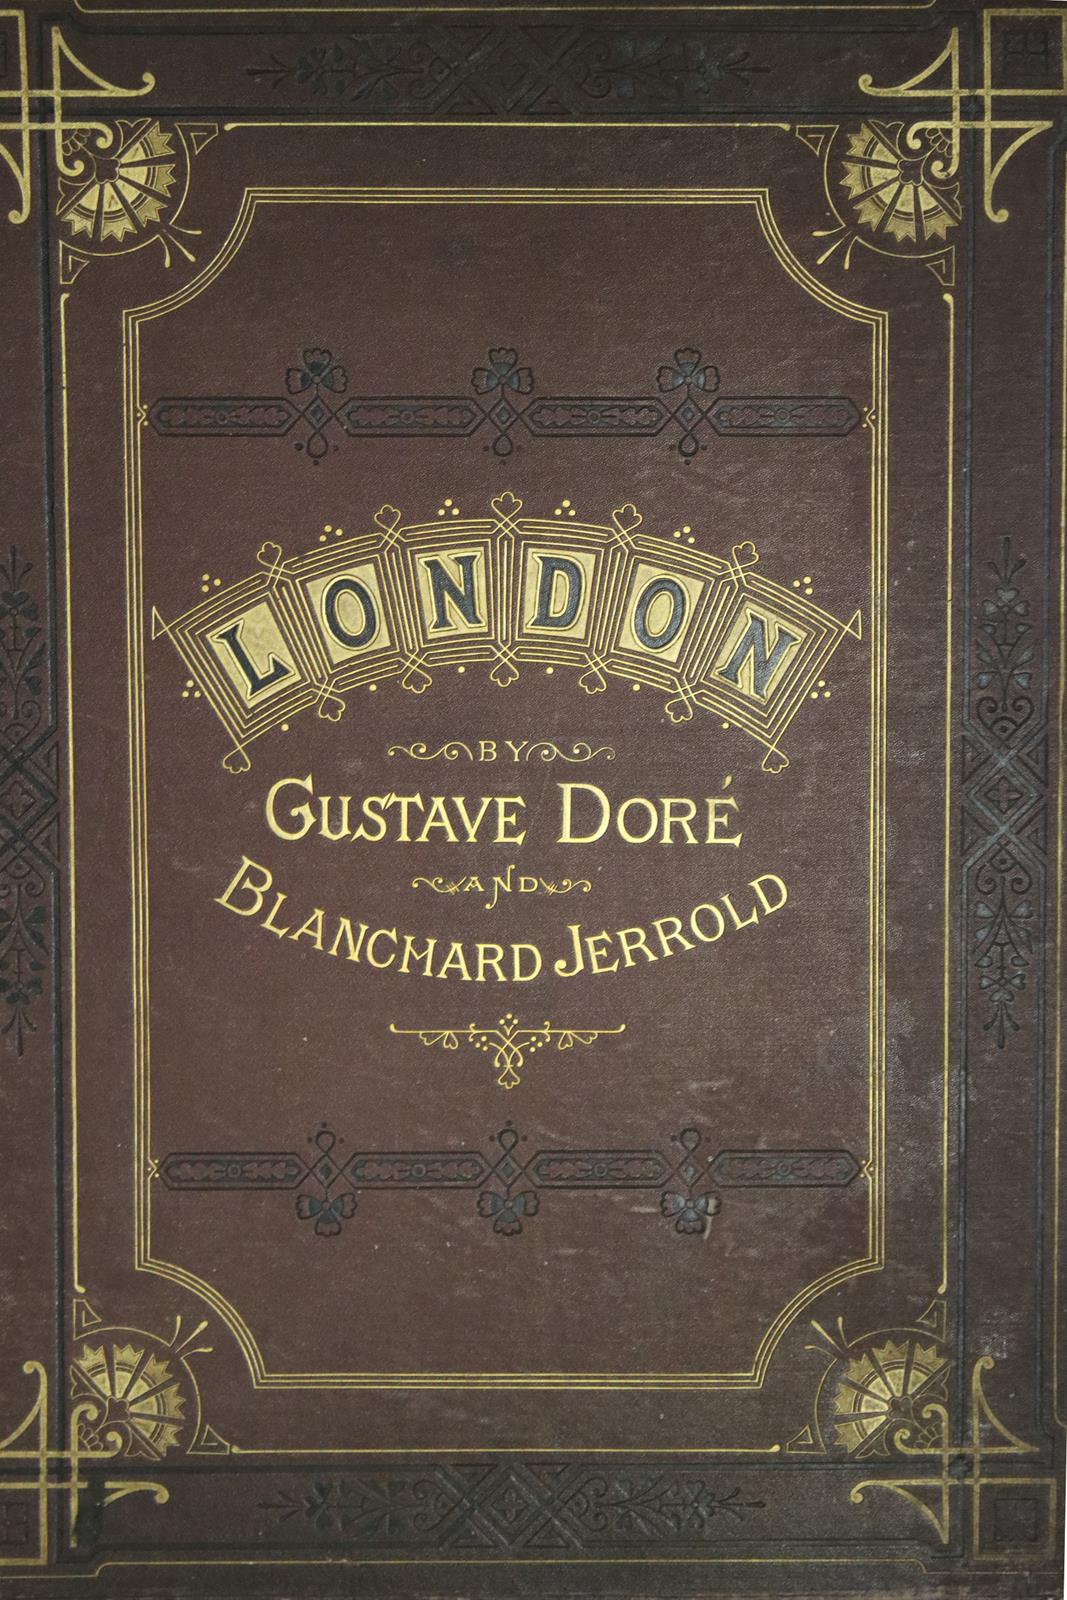 LONDON
BY
GUSTAVE DORÉ
AND
BLANCHARD JERROLD